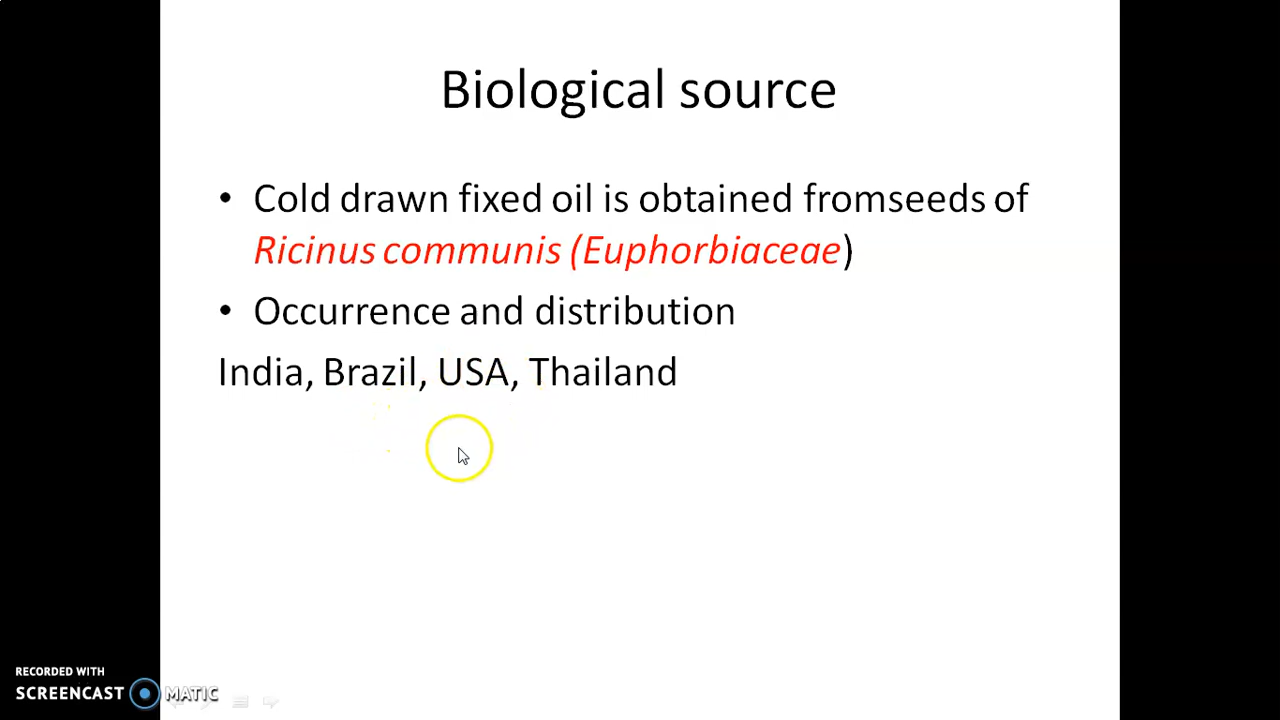 Biological source
• Cold drawn fixed oil is obtained fromseeds of
Ricinus communis (Euphorbiaceae)
• Occurrence and distribution
India, Brazil, USA, Thailand
RECORDED WITH
SCREENCAST MATIC